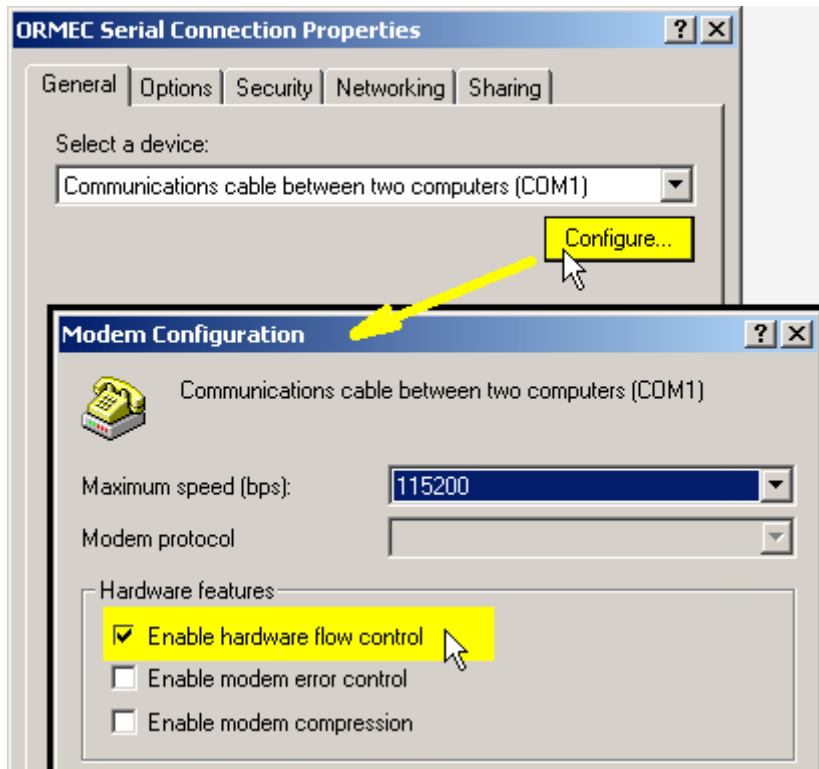 ORMEC Serial Connection Properties
General Options Security Networking Sharing
Select a device:
Communications cable between two computers (COM1)
Configure...
Modem Configuration
Communications cable between two computers (COM1)
Maximum speed (bps): 115200
Modem protocol
Hardware features
Enable hardware flow control
Enable modem error control
Enable modem compression